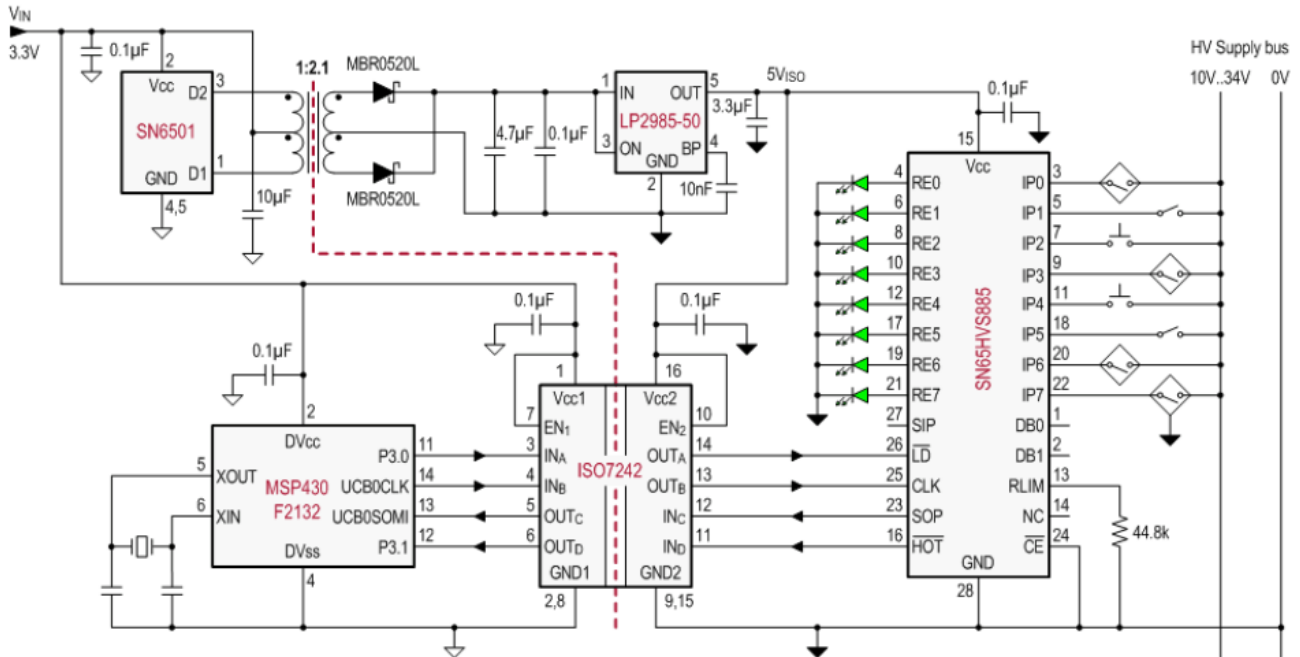 VIN
3.3V
0.1µF
2
Vcc
D2
3
SN6501
D1
1
GND
4,5
10µF
1:2.1
MBR0520L
MBR0520L
4.7µF
0.1µF
1
IN
OUT
5
LP2985-50
3
ON
BP
4
GND
2
10nF
3.3µF
5VISO
0.1µF
HV Supply bus
10V..34V
0V
15
Vcc
4
RE0
IP0
3
6
RE1
IP1
5
8
RE2
IP2
7
10
RE3
IP3
9
12
RE4
IP4
11
17
RE5
IP5
18
19
RE6
IP6
20
21
RE7
IP7
22
27
SIP
DB0
1
26
LD
DB1
2
25
CLK
RLIM
13
23
SOP
NC
14
16
HOT
CE
24
SN65HVS885
GND
28
44.8k
0.1µF
0.1µF
0.1µF
2
DVcc
5
XOUT
6
XIN
MSP430
F2132
P3.0
11
UCB0CLK
14
UCB0SOMI
13
P3.1
12
DVss
4
1
Vcc1
7
EN1
3
INA
4
INB
5
OUTC
6
OUTD
GND1
2,8
ISO7242
16
Vcc2
EN2
10
OUTA
14
OUTB
13
INC
12
IND
11
GND2
9,15